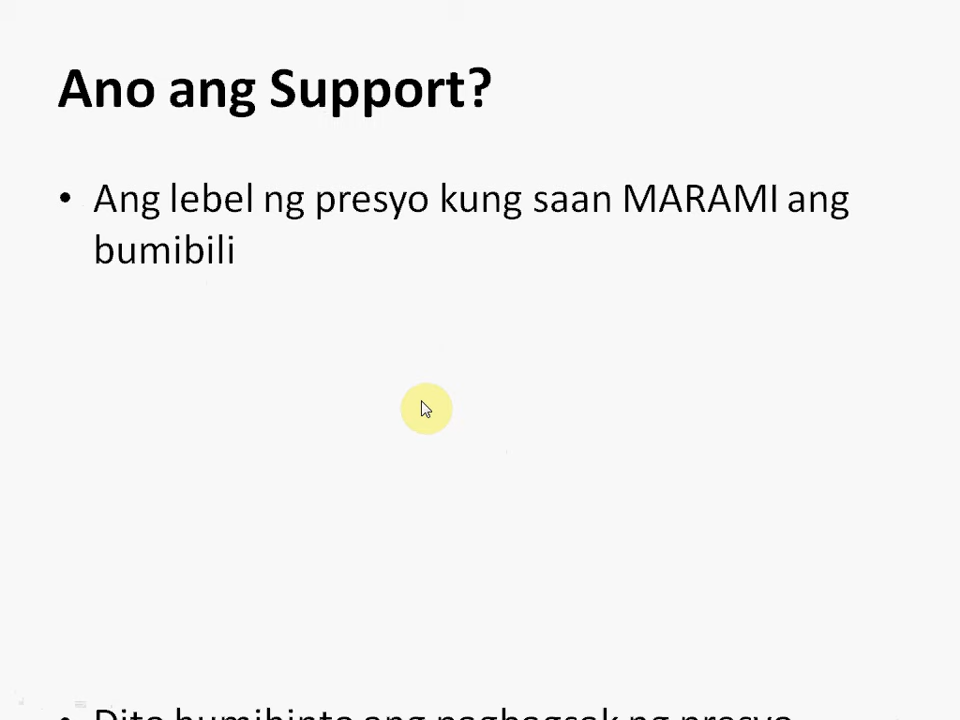 Ano ang Support?
• Ang lebel ng presyo kung saan MARAMI ang
bumibili
• Dito humihinto ang pagbagsak ng presyo